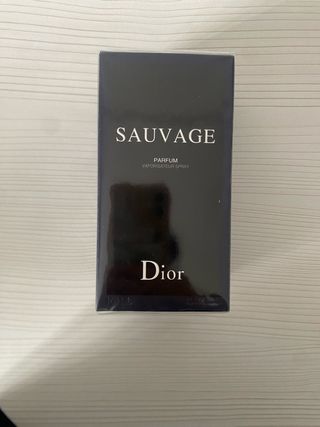 SAUVAGE
PARFUM
VAPORISATEUR SPRAY
Dior